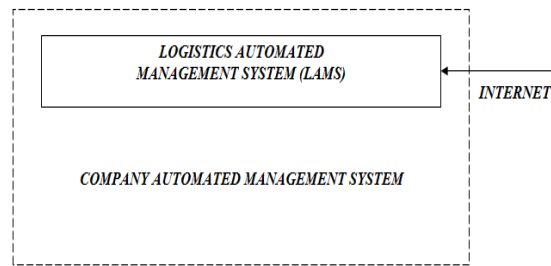 LOGISTICS AUTOMATED
MANAGEMENT SYSTEM (LAMS)
INTERNET
COMPANY AUTOMATED MANAGEMENT SYSTEM